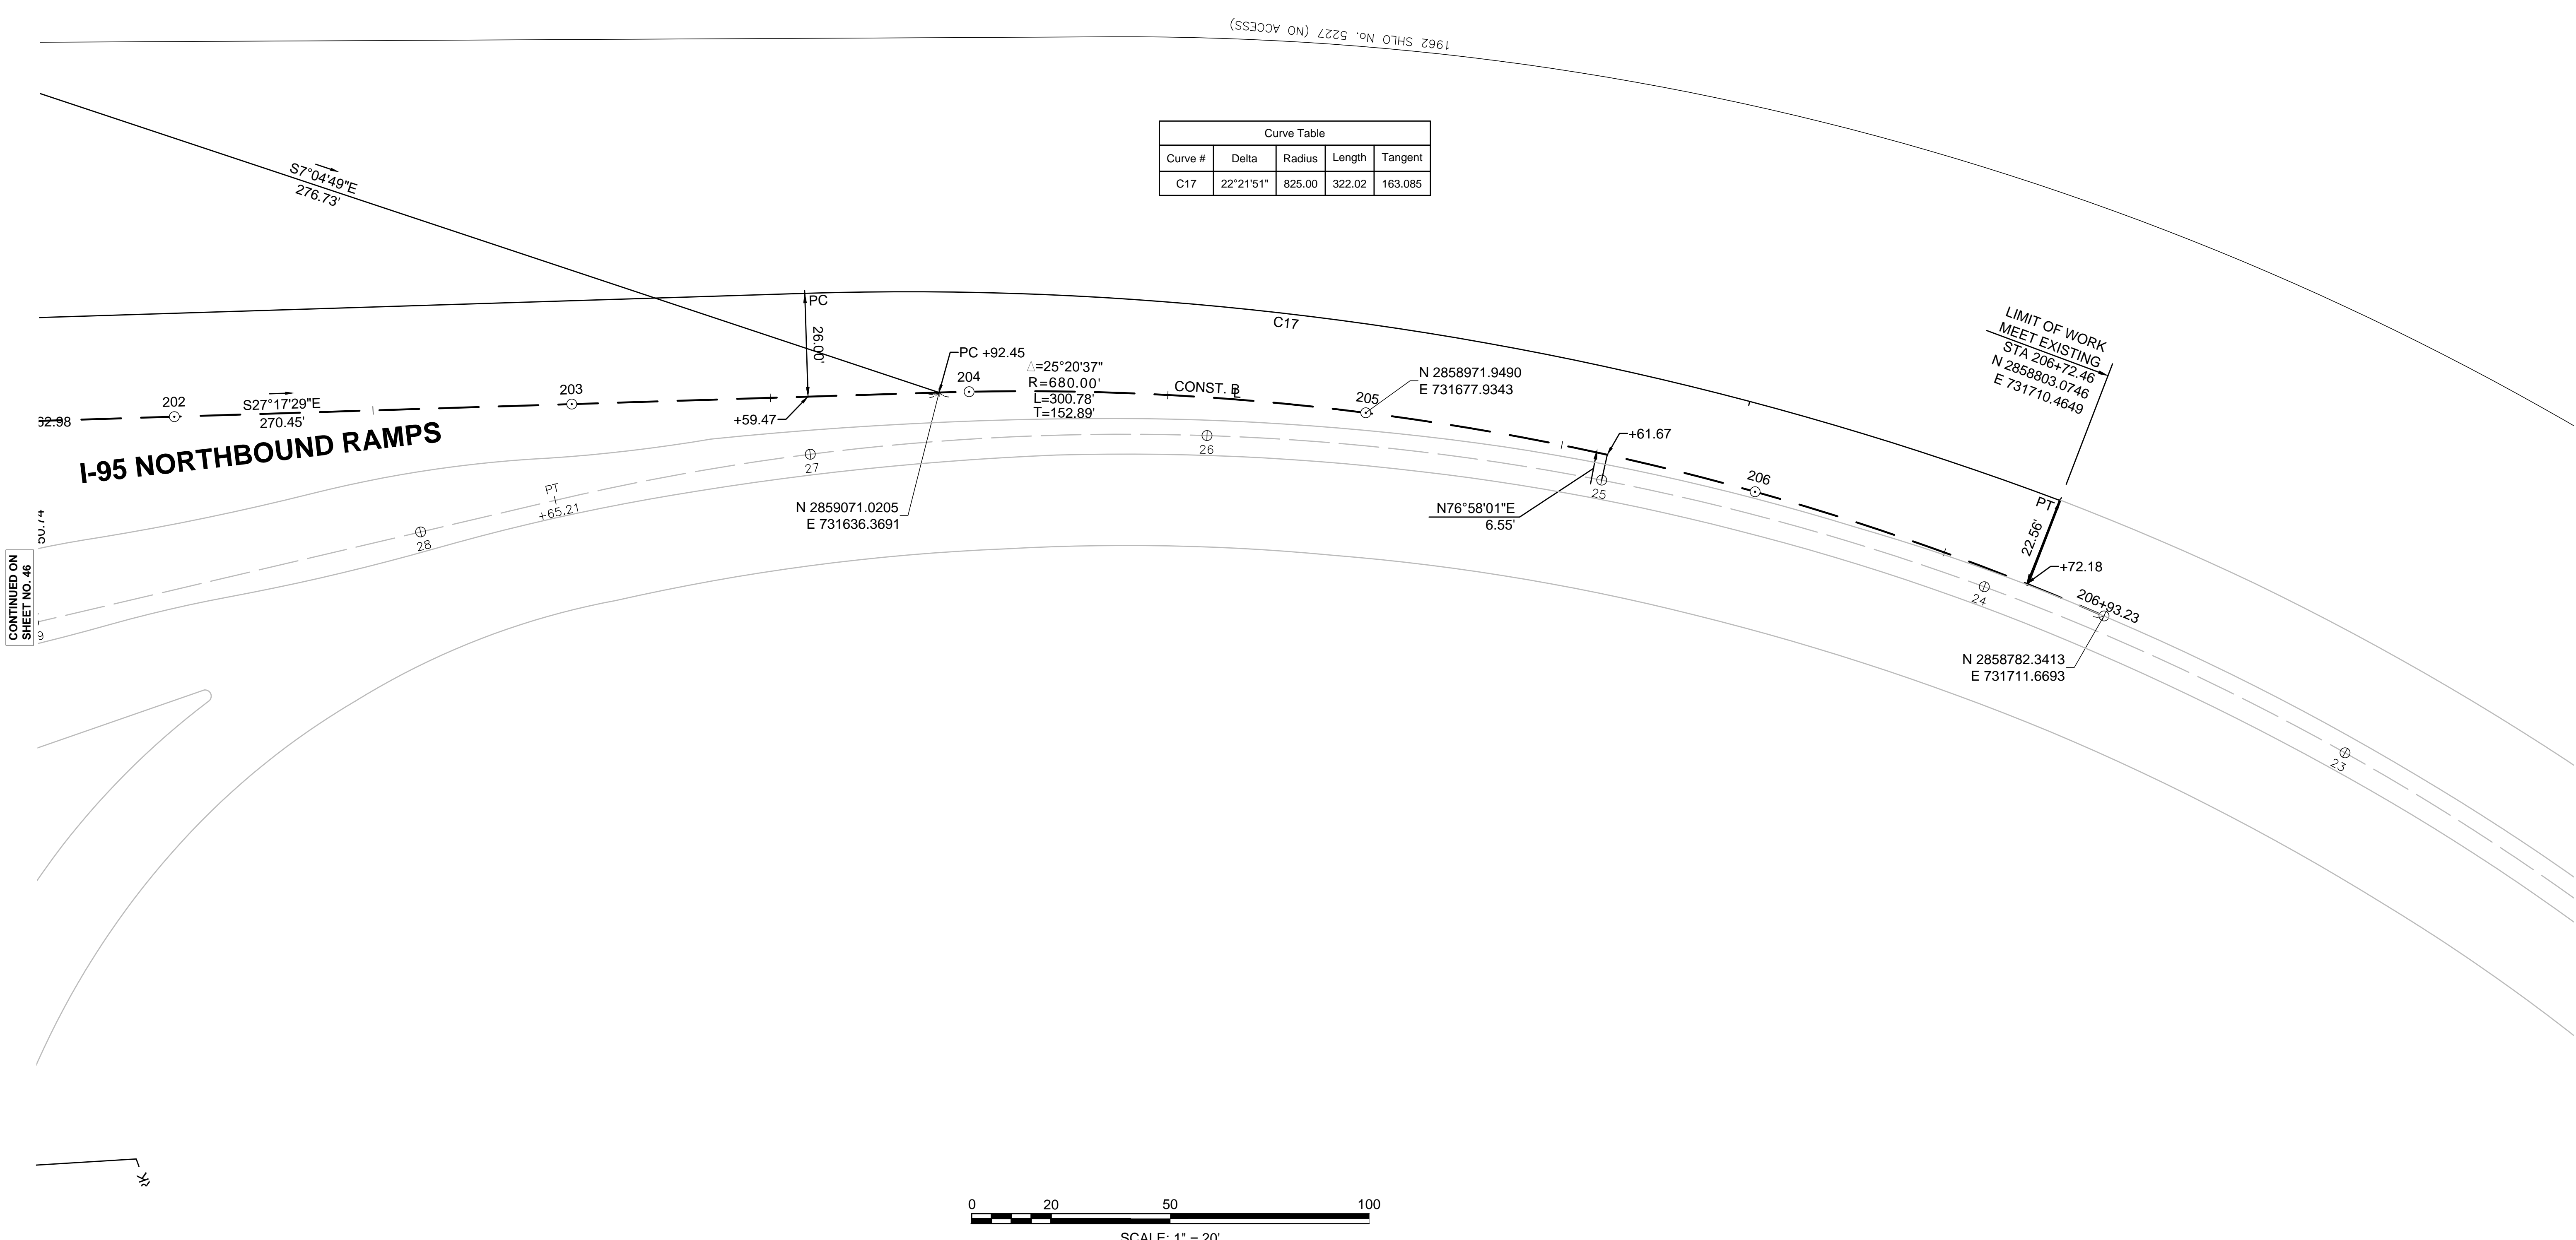 1962 SHLO No. 5227 (NO ACCESS)
Curve Table
Curve # Delta Radius Length Tangent
C17 22°21'51" 825.00 322.02 163.085
S7°04'49"E
276.73'
PC
26.00'
C17
LIMIT OF WORK
MEET EXISTING
STA 206+72.46
N 2858803.0746
E 731710.4649
PC +92.45
204
△=25°20'37"
R=680.00'
L=300.78'
T=152.89'
CONST. ℄
N 2858971.9490
E 731677.9343
205
202
S27°17'29"E
270.45'
203
+59.47
I-95 NORTHBOUND RAMPS
+61.67
206
26
27
PT
+65.21
28
N 2859071.0205
E 731636.3691
25
N76°58'01"E
6.55'
PT
22.56'
+72.18
24
206+93.23
CONTINUED ON
SHEET NO. 46
9
N 2858782.3413
E 731711.6693
23
0 20 50 100
SCALE: 1" = 20'